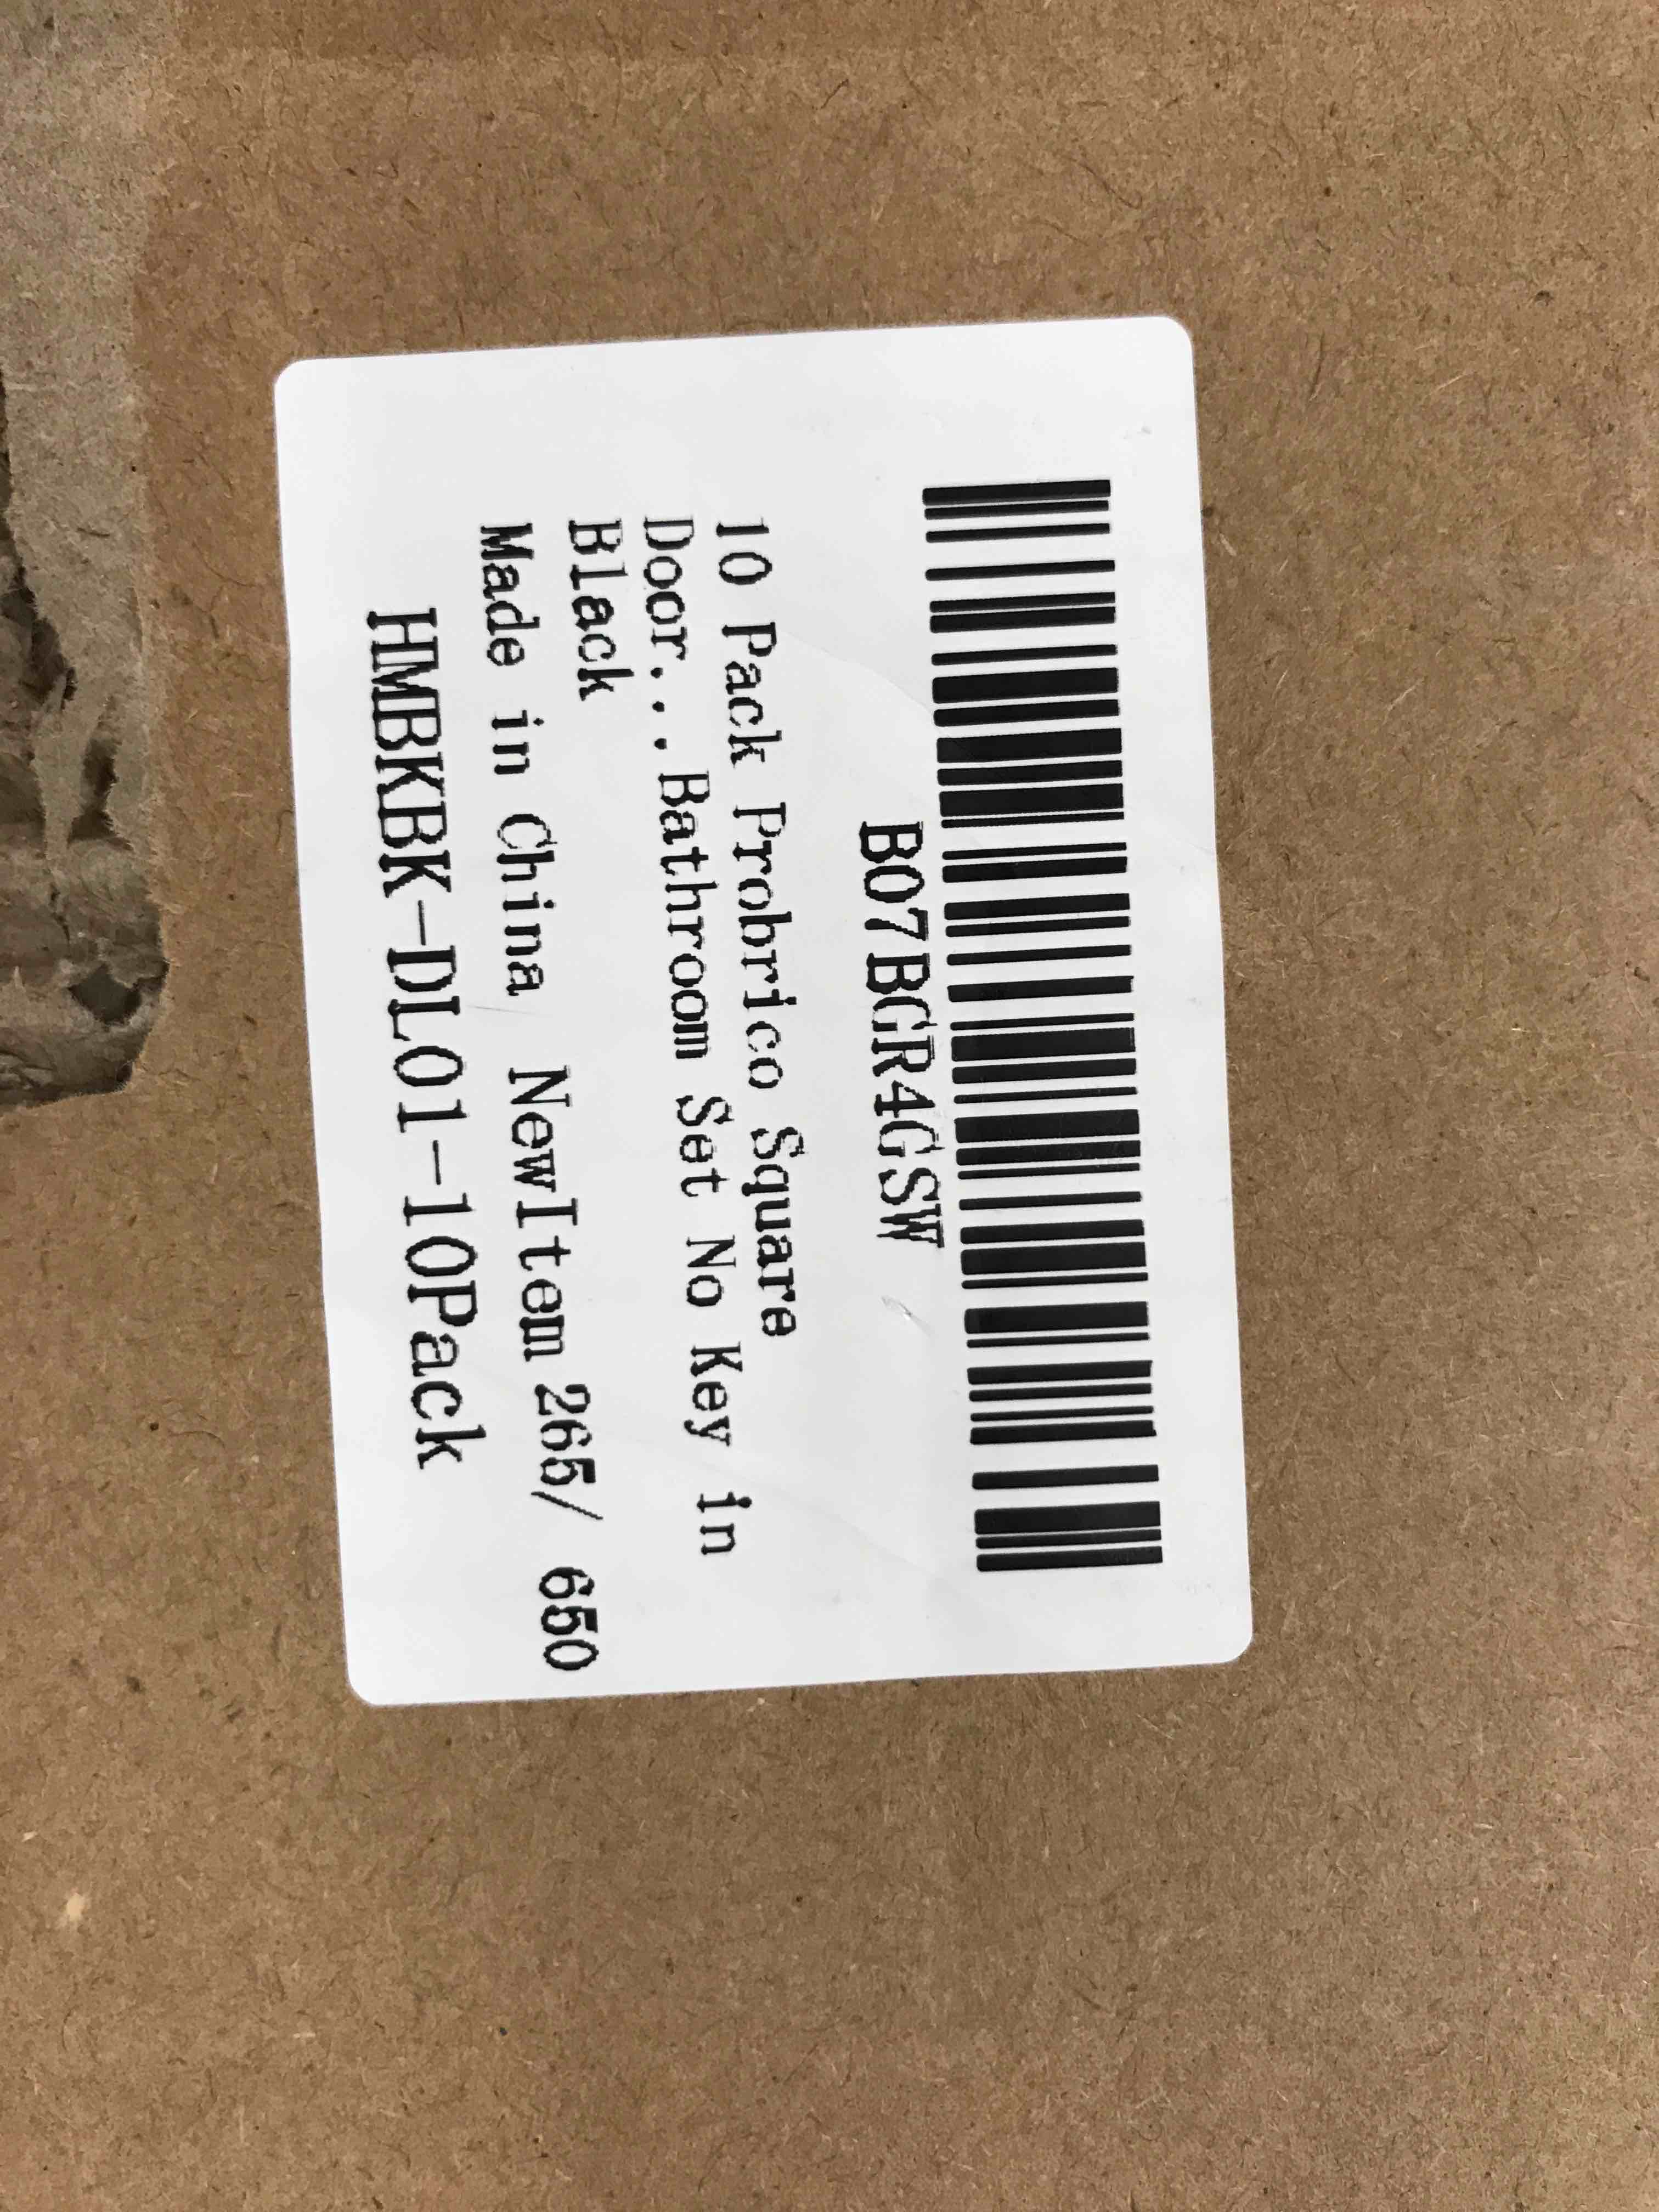 B07BGR4GSW
10 Pack Probrico Square
Door...Bathroom Set No Key in
Black
Made in China NewItem 265/ 650
HMBKBK-DL01-10Pack